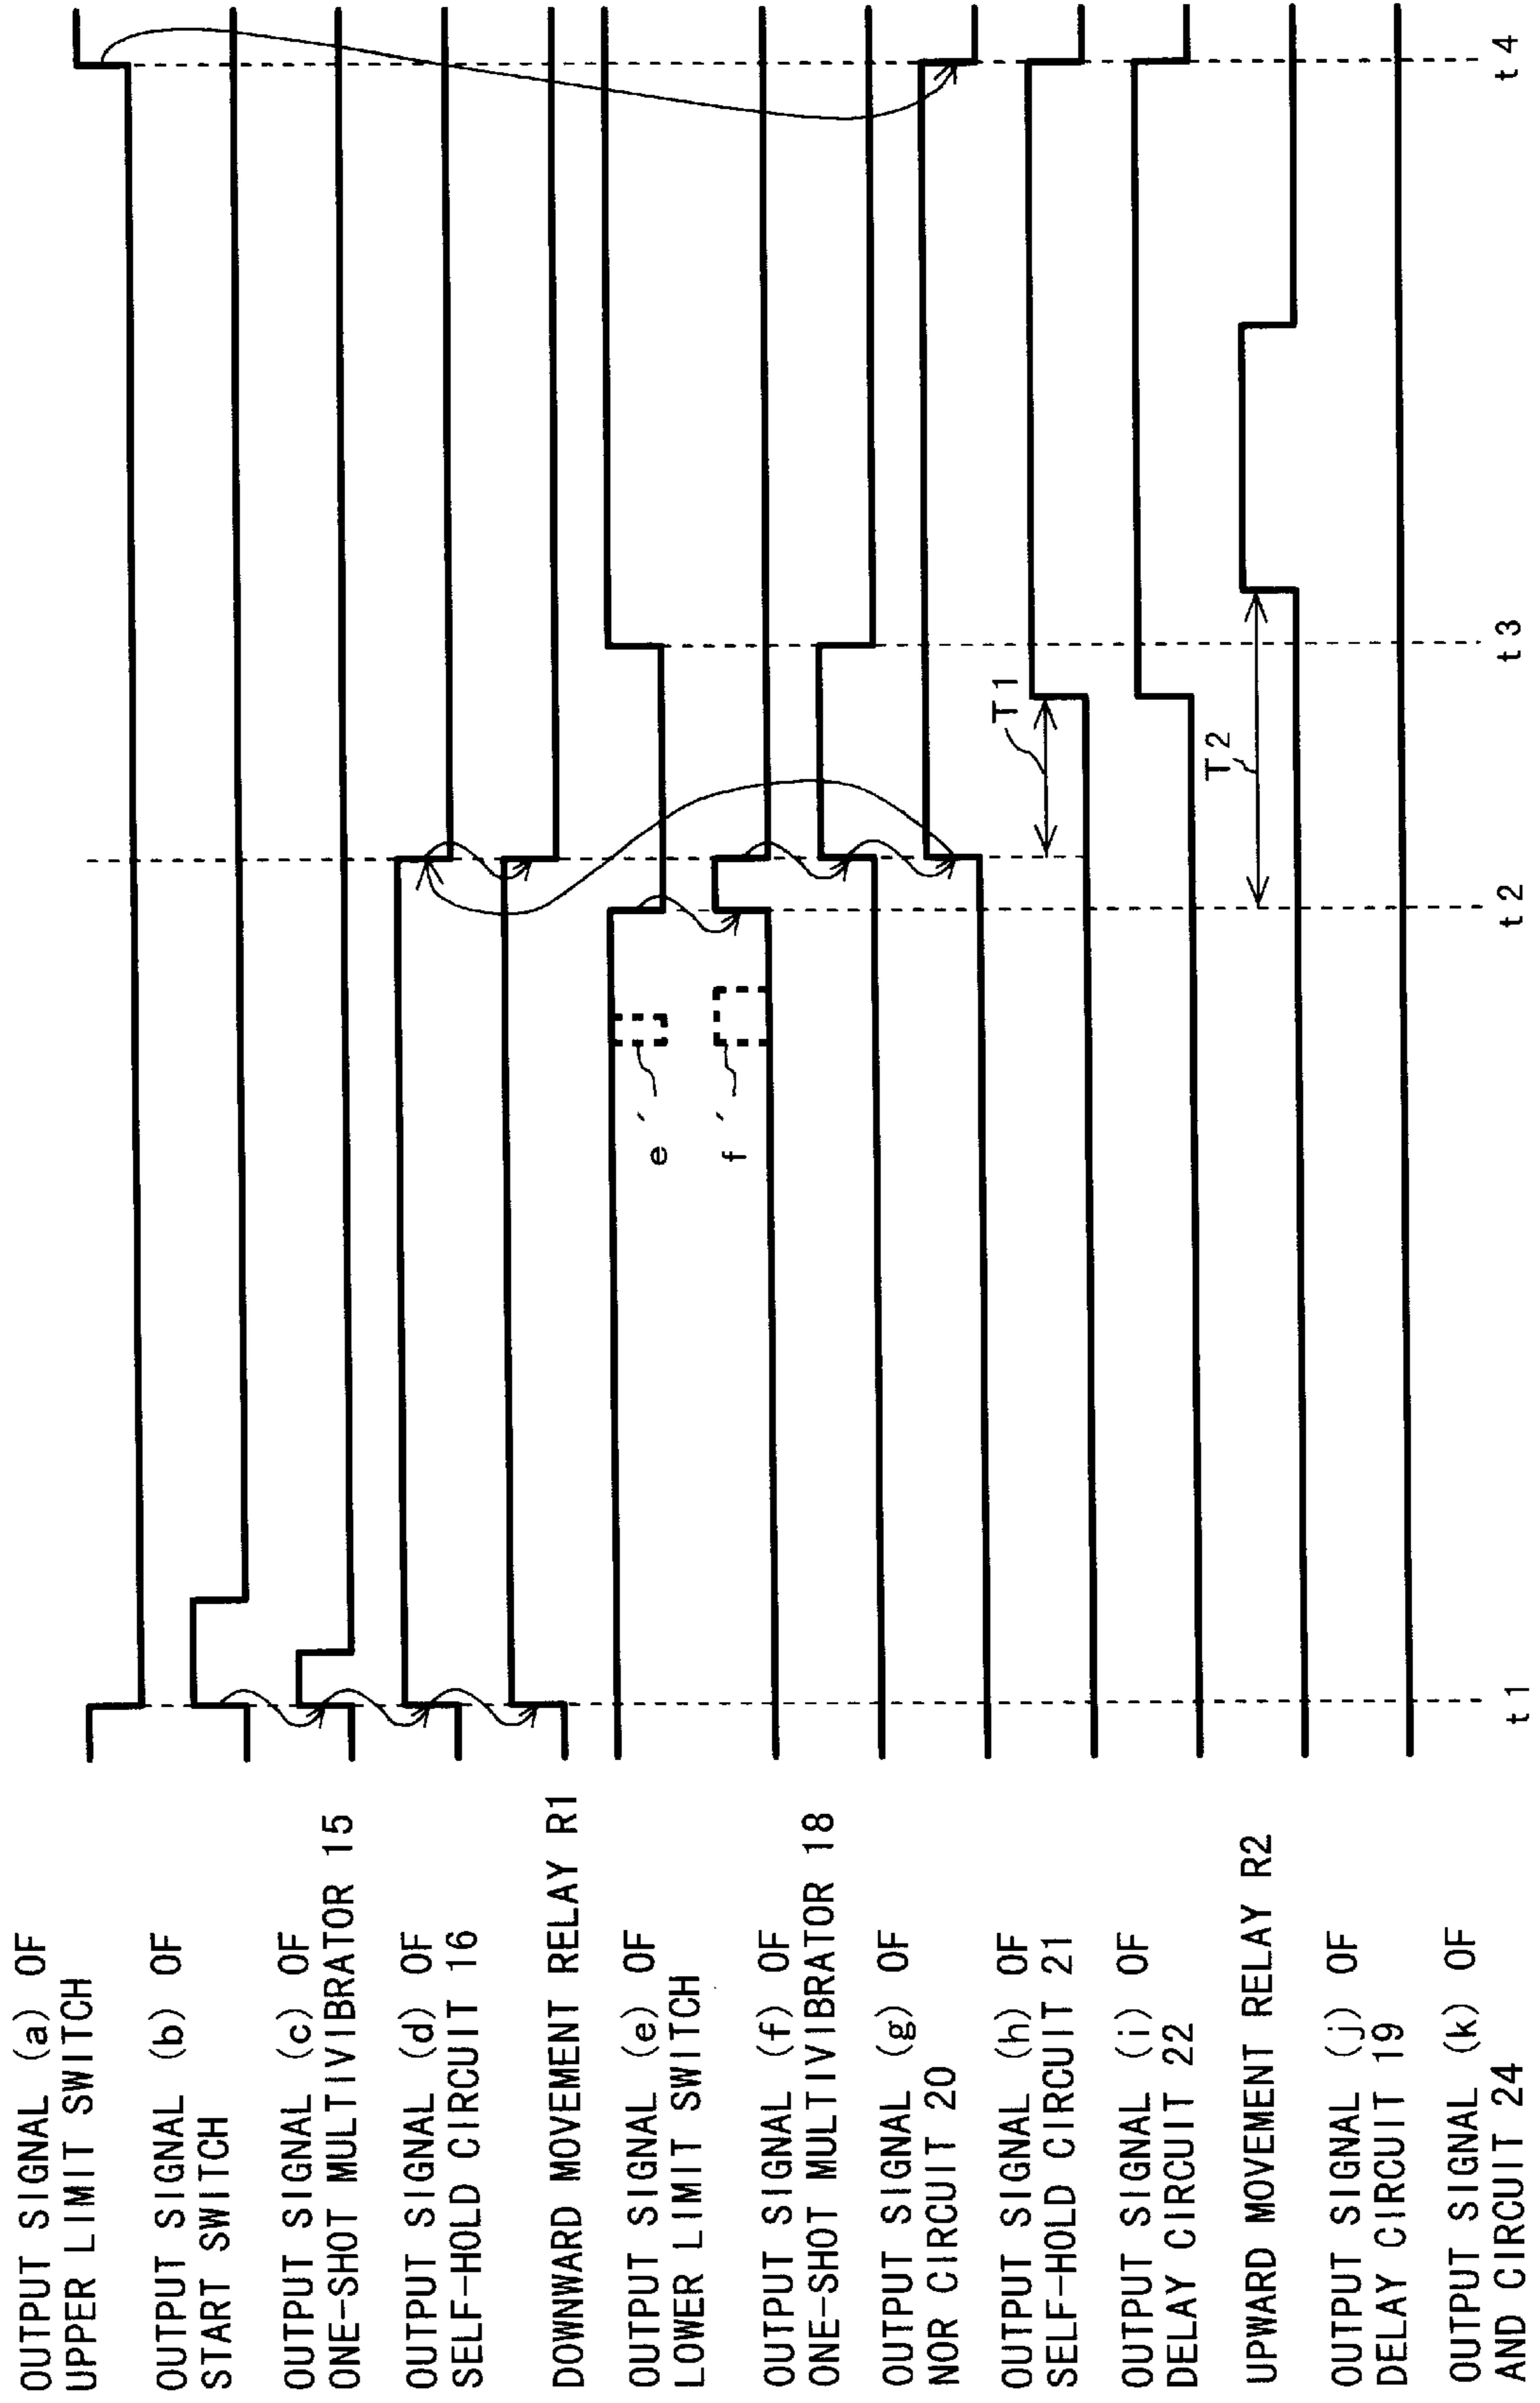 OUTPUT SIGNAL (a) OF
UPPER LIMIT SWITCH
OUTPUT SIGNAL (b) OF
START SWITCH
OUTPUT SIGNAL (c) OF
ONE-SHOT MULTIVIBRATOR 15
OUTPUT SIGNAL (d) OF
SELF-HOLD CIRCUIT 16
DOWNWARD MOVEMENT RELAY R1
OUTPUT SIGNAL (e) OF
LOWER LIMIT SWITCH
e´
OUTPUT SIGNAL (f) OF
ONE-SHOT MULTIVIBRATOR 18
f´
OUTPUT SIGNAL (g) OF
NOR CIRCUIT 20
OUTPUT SIGNAL (h) OF
SELF-HOLD CIRCUIT 21
OUTPUT SIGNAL (i) OF
DELAY CIRCUIT 22
T1
UPWARD MOVEMENT RELAY R2
OUTPUT SIGNAL (j) OF
DELAY CIRCUIT 19
T2
OUTPUT SIGNAL (k) OF
AND CIRCUIT 24
t1
t2
t3
t4